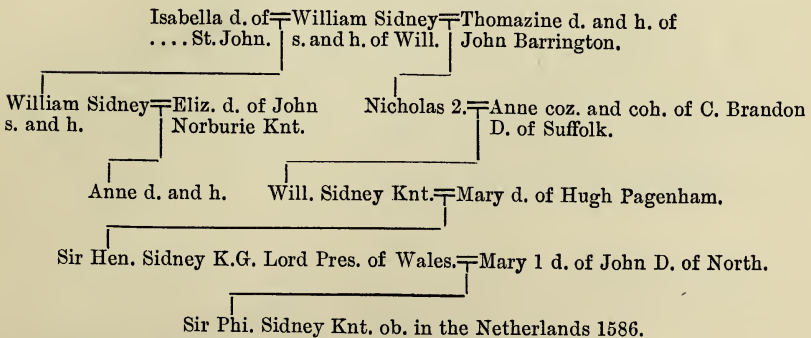 Isabella d. of=William Sidney=Thomazine d. and h. of
....St. John. s. and h. of Will. John Barrington.
William Sidney=Eliz. d. of John Nicholas 2.=Anne coz. and coh. of C. Brandon
s. and h. Norburie Knt. D. of Suffolk.
Anne d. and h. Will. Sidney Knt.=Mary d. of Hugh Pagenham.
Sir Hen. Sidney K.G. Lord Pres. of Wales.=Mary 1 d. of John D. of North.
Sir Phi. Sidney Knt. ob. in the Netherlands 1586.